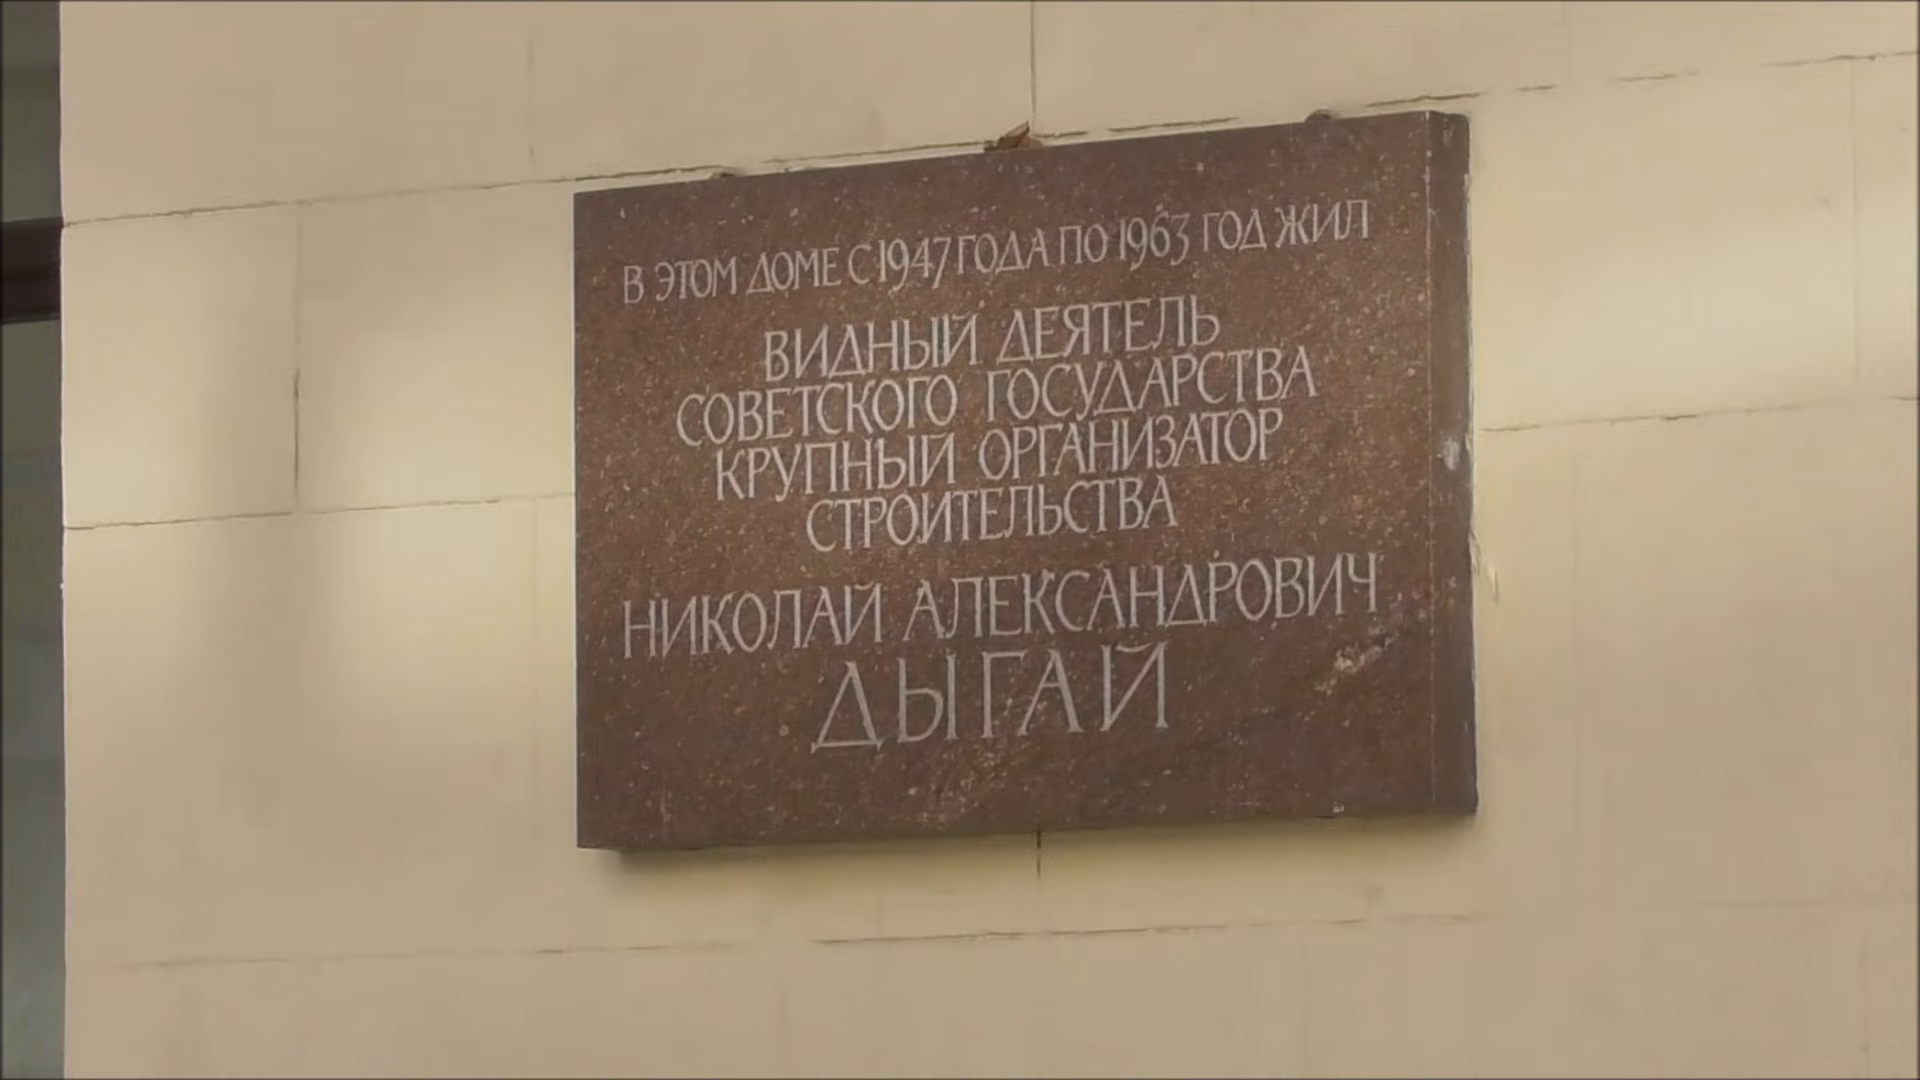 В ЭТОМ ДОМЕ С 1947 ГОДА ПО 1963 ГОД ЖИЛ
ВИДНЫЙ ДЕЯТЕЛЬ
СОВЕТСКОГО ГОСУДАРСТВА
КРУПНЫЙ ОРГАНИЗАТОР
СТРОИТЕЛЬСТВА
НИКОЛАЙ АЛЕКСАНДРОВИЧ
ДЫГАЙ